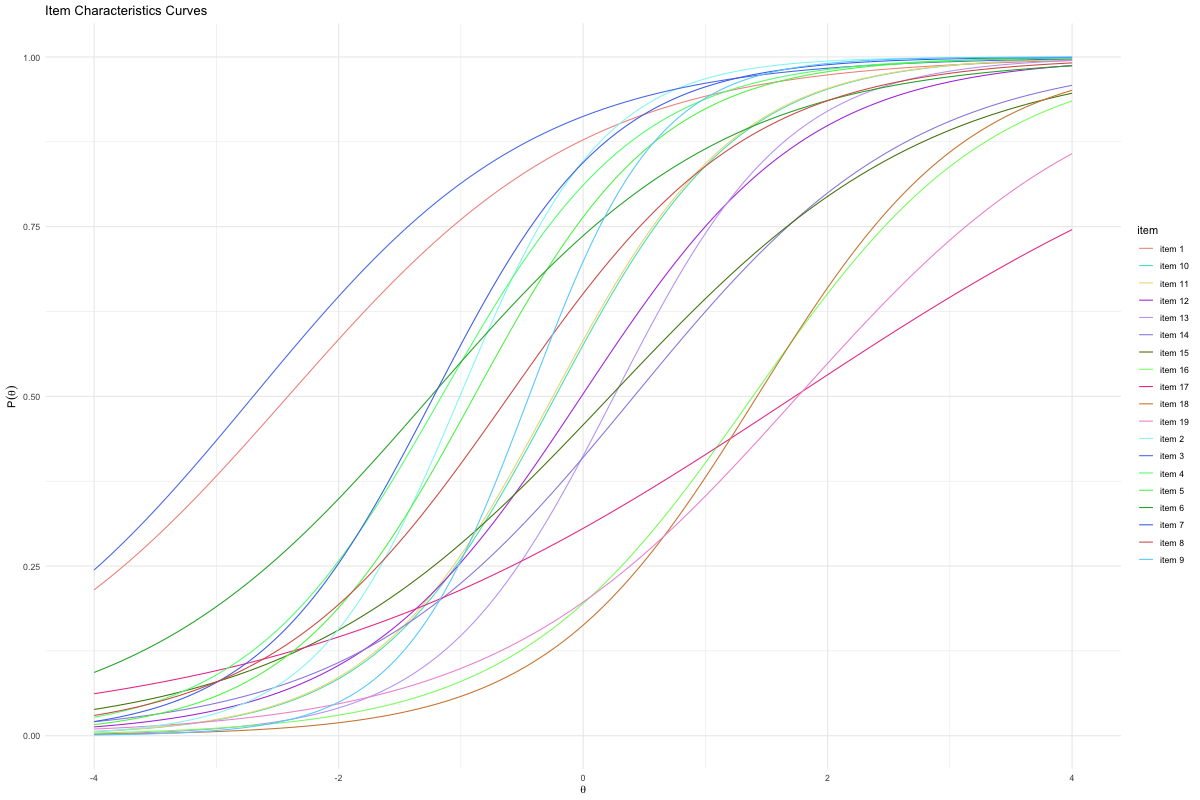 Item Characteristics Curves
P(θ)
1.00
0.75
0.50
0.25
0.00
-4
-2
0
2
4
θ
item
item 1
item 10
item 11
item 12
item 13
item 14
item 15
item 16
item 17
item 18
item 19
item 2
item 3
item 4
item 5
item 6
item 7
item 8
item 9